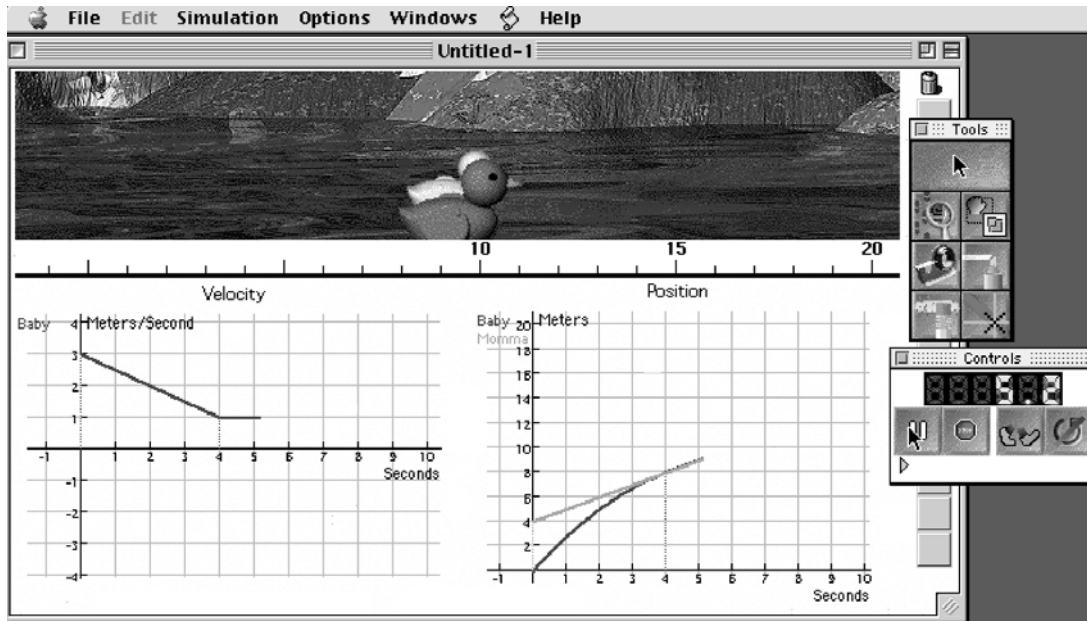 File Edit Simulation Options Windows Help
Untitled-1
Tools
10 15 20
Velocity
Position
Baby
Meters/Second
4
3
2
1
-1 1 2 3 4 5 6 7 8 9 10
Seconds
-1
-2
-3
-4
Baby
Momma
Meters
20
18
16
14
12
10
8
6
4
2
-1 1 2 3 4 5 6 7 8 9 10
Seconds
Controls